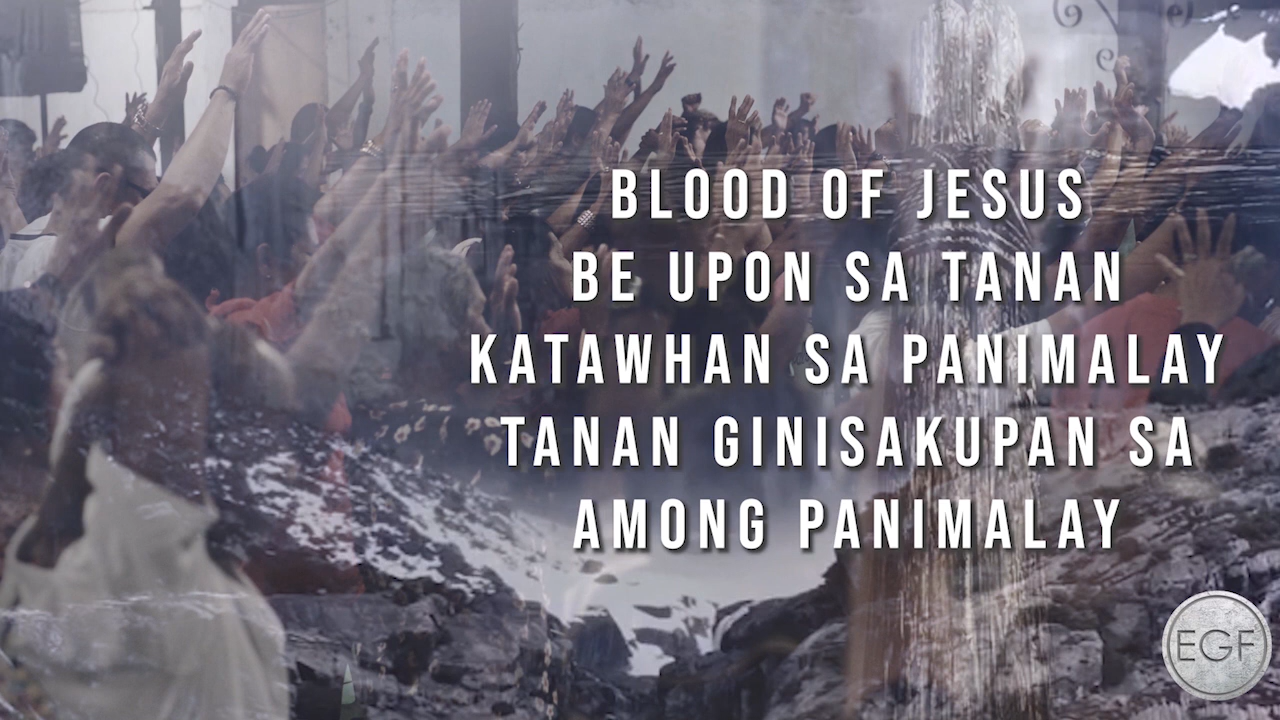 BLOOD OF JESUS
BE UPON SA TANAN
KATAWHAN SA PANIMALAY
TANAN GINISAKUPAN SA
AMONG PANIMALAY
EGF